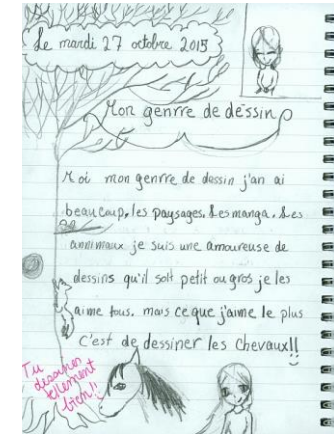 Le mardi 27 octobre 2015
Mon genrre de dessin
Moi mon genrre de dessin j'an ai
beaucoup, les paysages. Les manga. Les
annimaux je suis une amoureuse de
dessins qu'il soit petit ou gros je les
aime tous. mais ce que j'aime le plus
C'est de dessiner les chevaux!!
Tu
dessines
tellement
bien!!